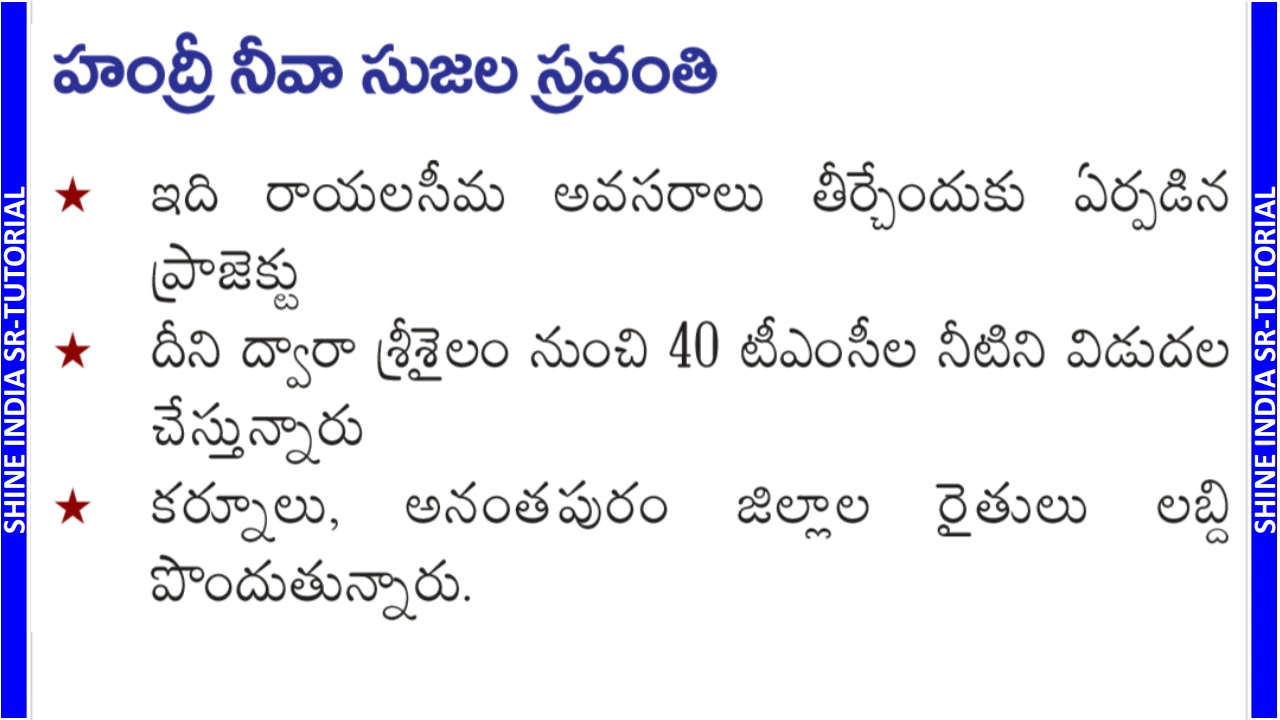 హంద్రీ నీవా సుజల స్రవంతి
★ ఇది రాయలసీమ అవసరాలు తీర్చేందుకు ఏర్పడిన
ప్రాజెక్టు
★ దీని ద్వారా శ్రీశైలం నుంచి 40 టీఎంసీల నీటిని విడుదల
చేస్తున్నారు
★ కర్నూలు, అనంతపురం జిల్లాల రైతులు లబ్ది
పొందుతున్నారు.
SHINE INDIA SR-TUTORIAL
SHINE INDIA SR-TUTORIAL